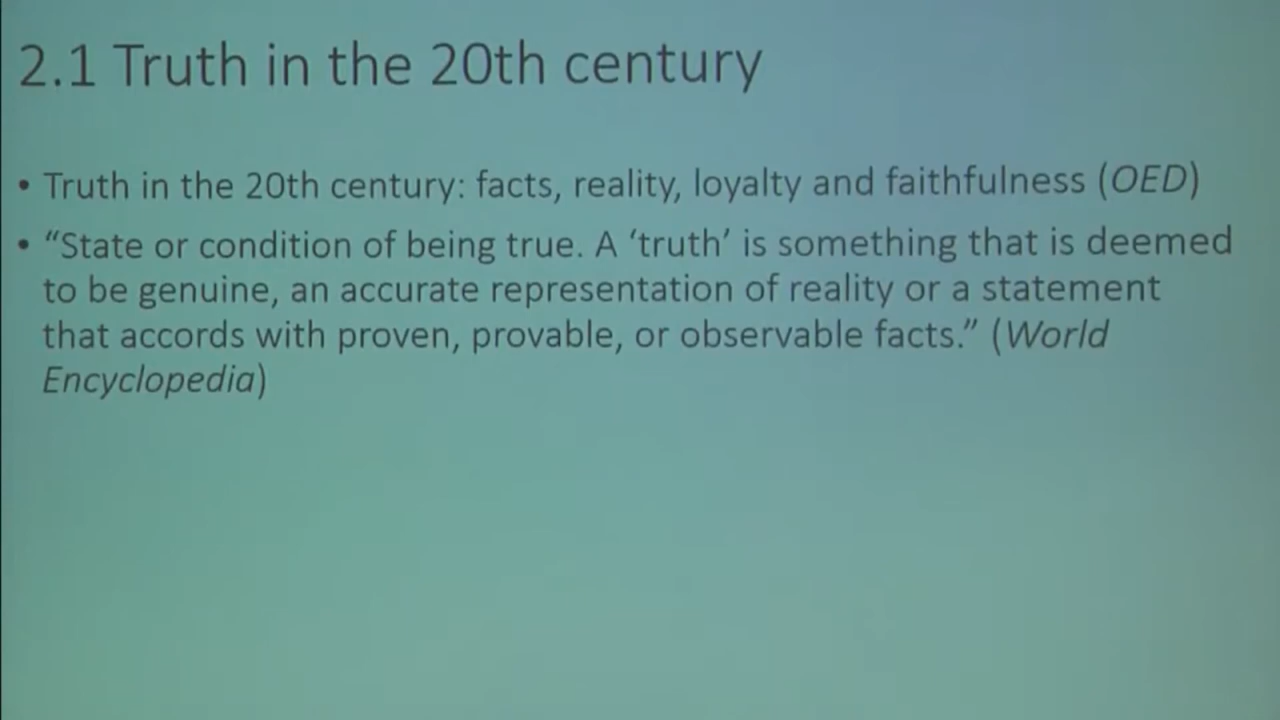 2.1 Truth in the 20th century
• Truth in the 20th century: facts, reality, loyalty and faithfulness (OED)
• “State or condition of being true. A ‘truth’ is something that is deemed
to be genuine, an accurate representation of reality or a statement
that accords with proven, provable, or observable facts.” (World
Encyclopedia)